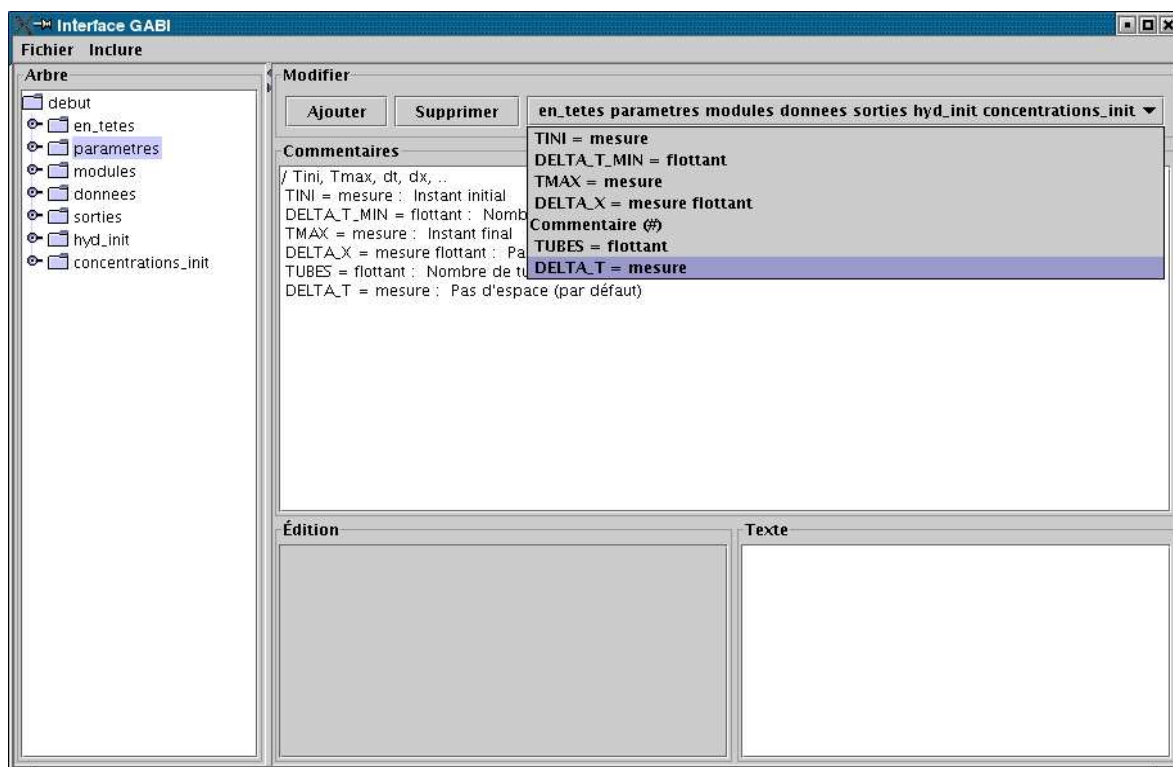 Interface GABI
Fichier Inclure
Arbre
debut
en_tetes
parametres
modules
donnees
sorties
hyd_init
concentrations_init
Modifier
Ajouter
Supprimer
en_tetes parametres modules donnees sorties hyd_init concentrations_init
TINI = mesure
DELTA_T_MIN = flottant
TMAX = mesure
DELTA_X = mesure flottant
Commentaire (#)
TUBES = flottant
DELTA_T = mesure
Commentaires
/ Tini, Tmax, dt, dx, ..
TINI = mesure : Instant initial
DELTA_T_MIN = flottant : Nomb
TMAX = mesure : Instant final
DELTA_X = mesure flottant : Pa
TUBES = flottant : Nombre de tu
DELTA_T = mesure : Pas d'espace (par défaut)
Édition
Texte